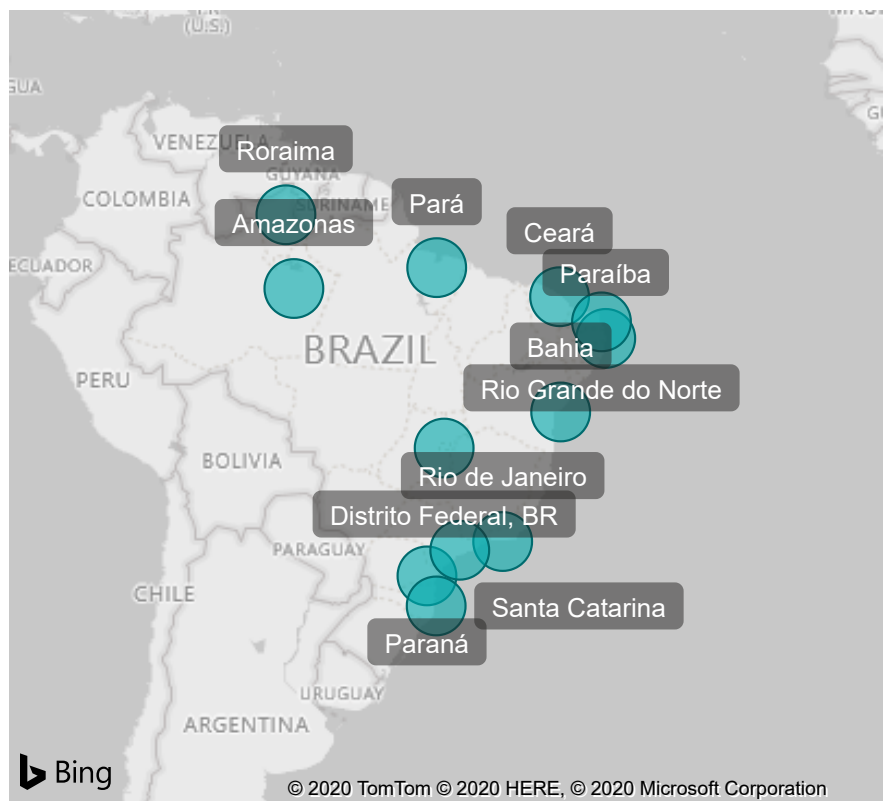 (U.S.)
VENEZUELA
Roraima
GUYANA
COLOMBIA
SURINAME
Pará
Amazonas
Ceará
ECUADOR
Paraíba
BRAZIL
Bahia
PERU
Rio Grande do Norte
BOLIVIA
Rio de Janeiro
Distrito Federal, BR
PARAGUAY
CHILE
Santa Catarina
Paraná
URUGUAY
ARGENTINA
Bing
© 2020 TomTom © 2020 HERE, © 2020 Microsoft Corporation